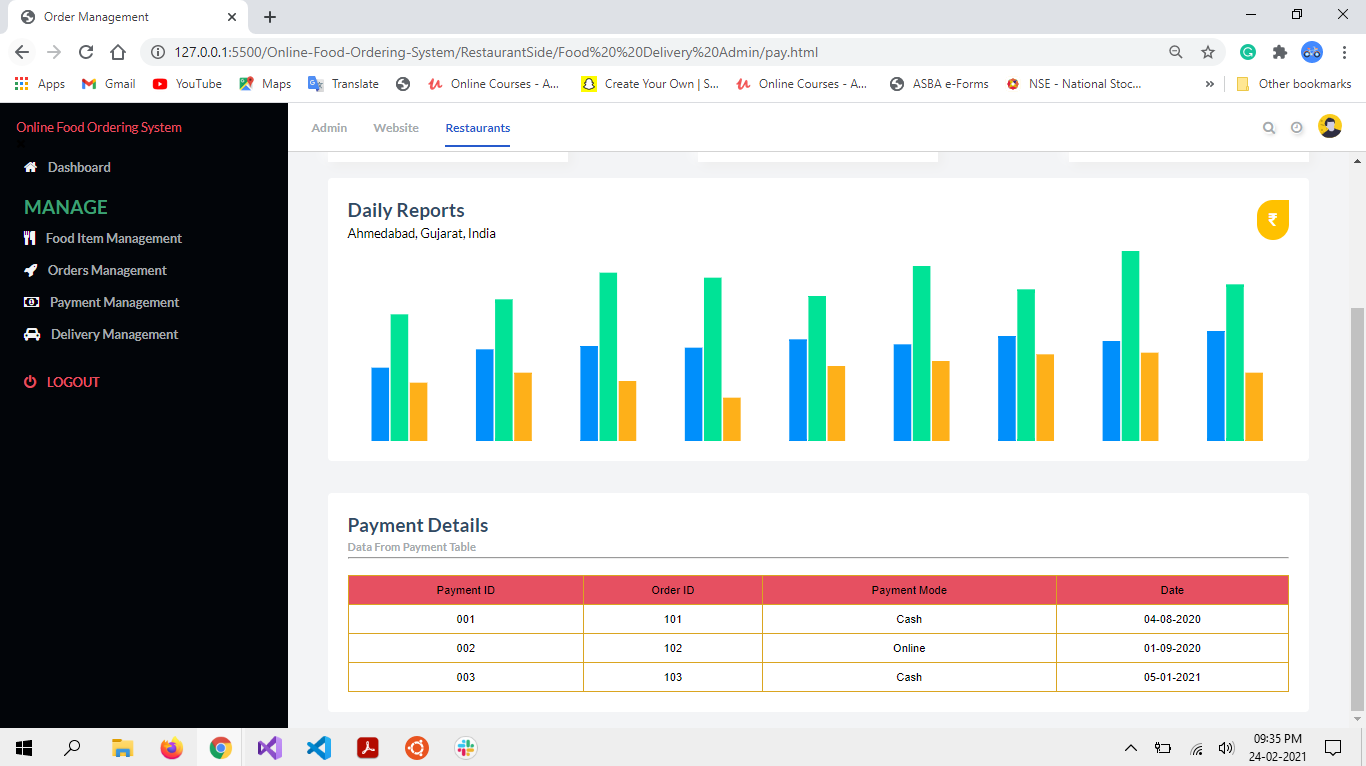 Order Management
127.0.0.1:5500/Online-Food-Ordering-System/RestaurantSide/Food%20%20Delivery%20Admin/pay.html
Apps Gmail YouTube Maps Translate Online Courses - A... Create Your Own | S... Online Courses - A... ASBA e-Forms NSE - National Stoc... » Other bookmarks
Online Food Ordering System
Dashboard
MANAGE
Food Item Management
Orders Management
Payment Management
Delivery Management
LOGOUT
Admin Website Restaurants
Daily Reports
₹
Ahmedabad, Gujarat, India
Payment Details
Data From Payment Table
Payment ID Order ID Payment Mode Date
001 101 Cash 04-08-2020
002 102 Online 01-09-2020
003 103 Cash 05-01-2021
09:35 PM
24-02-2021